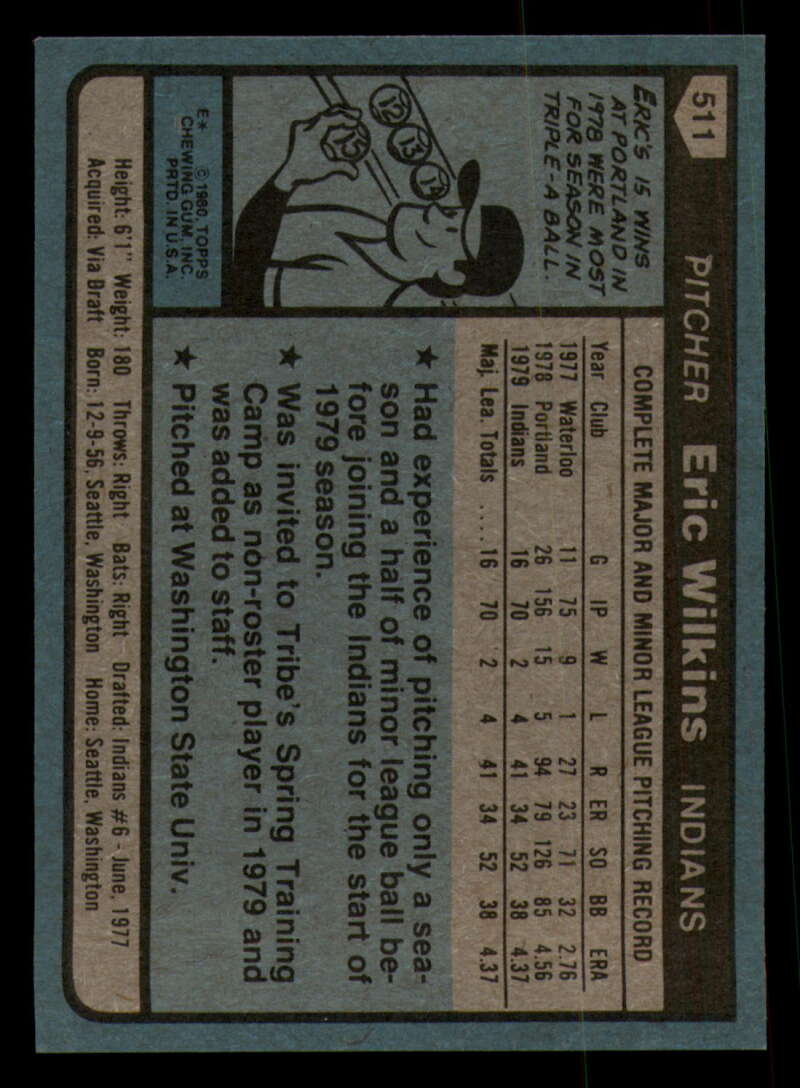 511 PITCHER Eric Wilkins INDIANS
ERIC'S 15 WINS
AT PORTLAND IN
1978 WERE MOST
FOR SEASON IN
TRIPLE-A BALL.
12 13 14 15
E* © 1980, TOPPS
CHEWING GUM, INC.
PRTD. IN U.S.A.
COMPLETE MAJOR AND MINOR LEAGUE PITCHING RECORD
Year Club G IP W L R ER SO BB ERA
1977 Waterloo 11 75 9 1 27 23 71 32 2.76
1978 Portland 26 156 15 5 94 79 126 85 4.56
1979 Indians 16 70 2 4 41 34 52 38 4.37
Maj. Lea. Totals .... 16 70 2 4 41 34 52 38 4.37
★ Had experience of pitching only a sea-
son and a half of minor league ball be-
fore joining the Indians for the start of
1979 season.
★ Was invited to Tribe's Spring Training
Camp as non-roster player in 1979 and
was added to staff.
★ Pitched at Washington State Univ.
Height: 6'1" Weight: 180 Throws: Right Bats: Right Drafted: Indians #6 - June, 1977
Acquired: Via Draft Born: 12-9-56, Seattle, Washington Home: Seattle, Washington